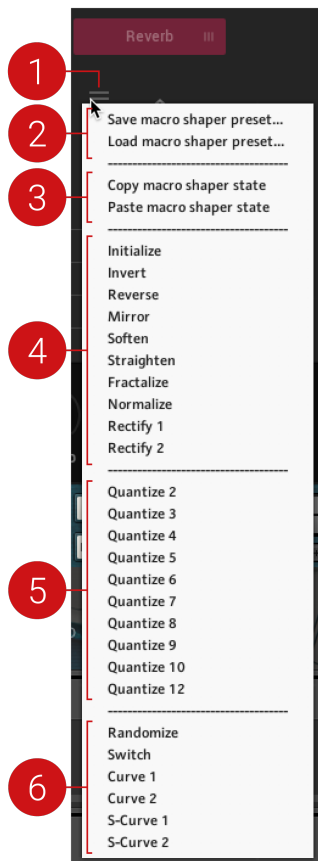 Reverb
1
2
Save macro shaper preset...
Load macro shaper preset...
3
Copy macro shaper state
Paste macro shaper state
4
Initialize
Invert
Reverse
Mirror
Soften
Straighten
Fractalize
Normalize
Rectify 1
Rectify 2
5
Quantize 2
Quantize 3
Quantize 4
Quantize 5
Quantize 6
Quantize 7
Quantize 8
Quantize 9
Quantize 10
Quantize 12
6
Randomize
Switch
Curve 1
Curve 2
S-Curve 1
S-Curve 2